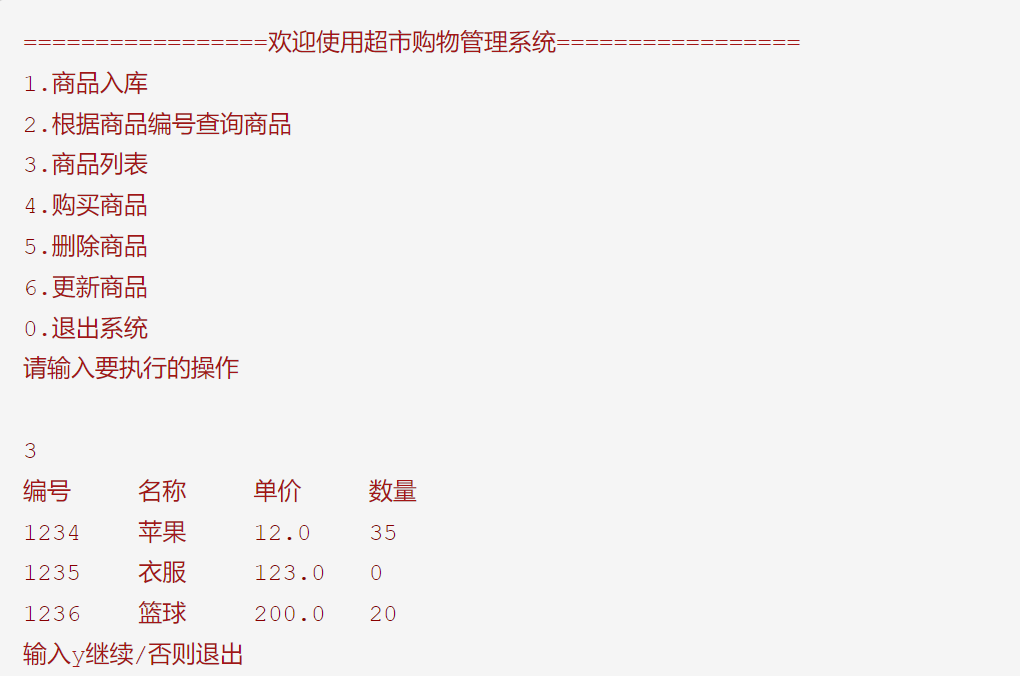 =================欢迎使用超市购物管理系统=================
1.商品入库
2.根据商品编号查询商品
3.商品列表
4.购买商品
5.删除商品
6.更新商品
0.退出系统
请输入要执行的操作
3
编号 名称 单价 数量
1234 苹果 12.0 35
1235 衣服 123.0 0
1236 篮球 200.0 20
输入y继续/否则退出